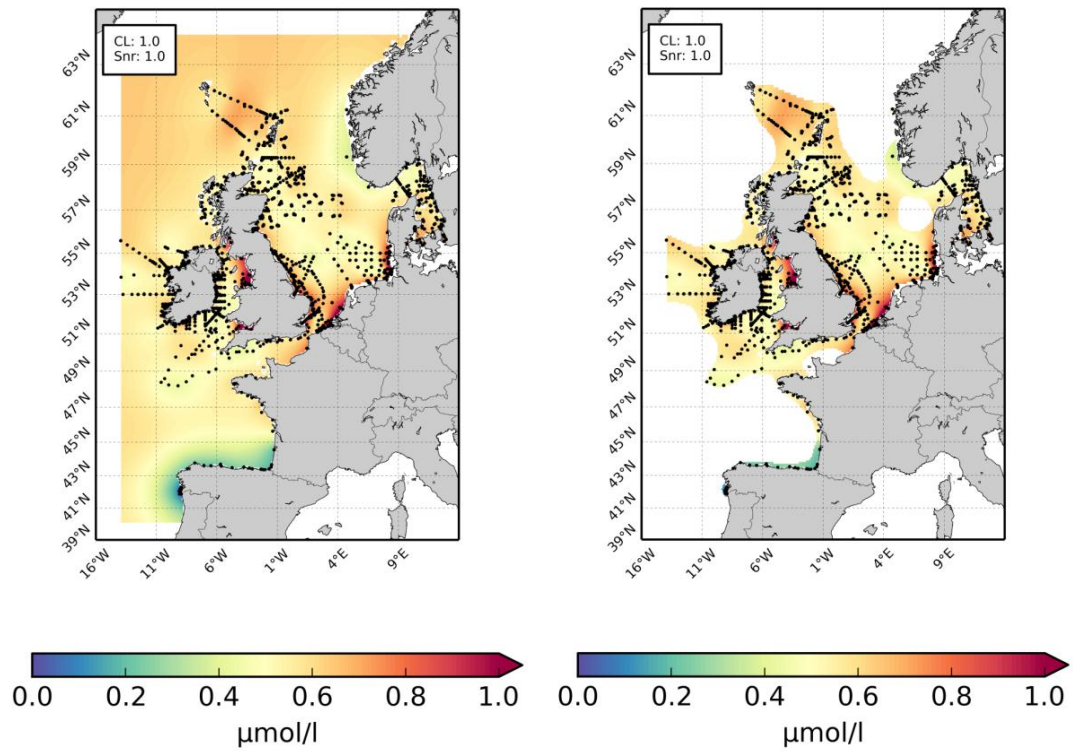 CL: 1.0
Snr: 1.0
63°N
61°N
59°N
57°N
55°N
53°N
51°N
49°N
47°N
45°N
43°N
41°N
39°N
16°W 11°W 6°W 1°W 4°E 9°E
0.0 0.2 0.4 0.6 0.8 1.0
μmol/l
CL: 1.0
Snr: 1.0
63°N
61°N
59°N
57°N
55°N
53°N
51°N
49°N
47°N
45°N
43°N
41°N
39°N
16°W 11°W 6°W 1°W 4°E 9°E
0.0 0.2 0.4 0.6 0.8 1.0
μmol/l